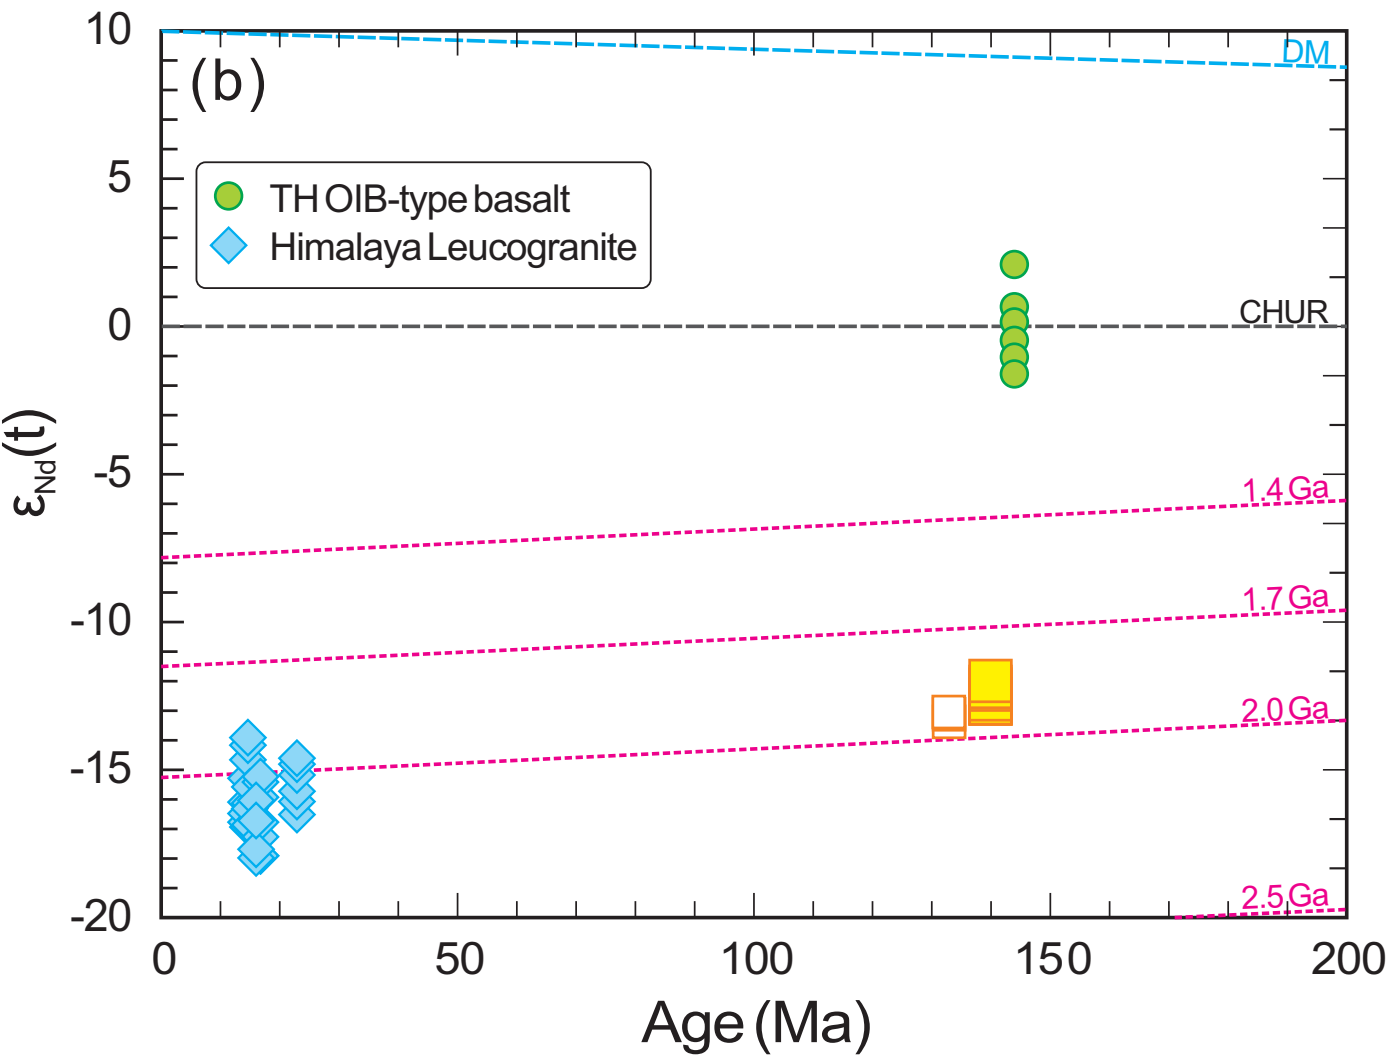 10
DM
(b)
5
TH OIB-type basalt
Himalaya Leucogranite
0
CHUR
εNd(t)
-5
1.4 Ga
1.7 Ga
-10
2.0 Ga
-15
2.5 Ga
-20
0 50 100 150 200
Age (Ma)